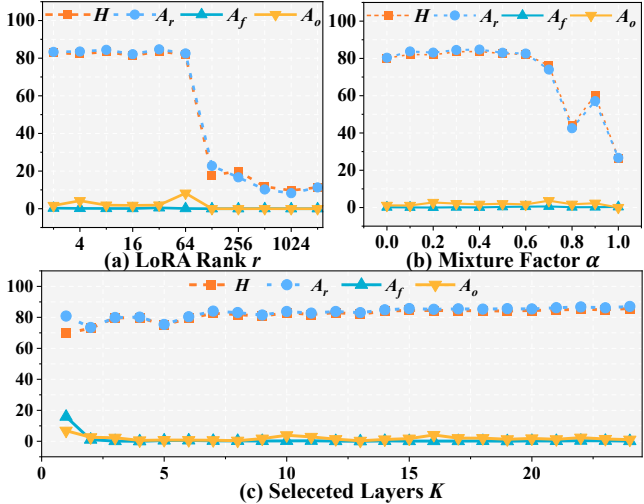 H A_r A_f A_o
100
80
60
40
20
0
4 16 64 256 1024
(a) LoRA Rank r
H A_r A_f A_o
100
80
60
40
20
0
0.0 0.2 0.4 0.6 0.8 1.0
(b) Mixture Factor α
H A_r A_f A_o
100
80
60
40
20
0
0 5 10 15 20
(c) Seleceted Layers K